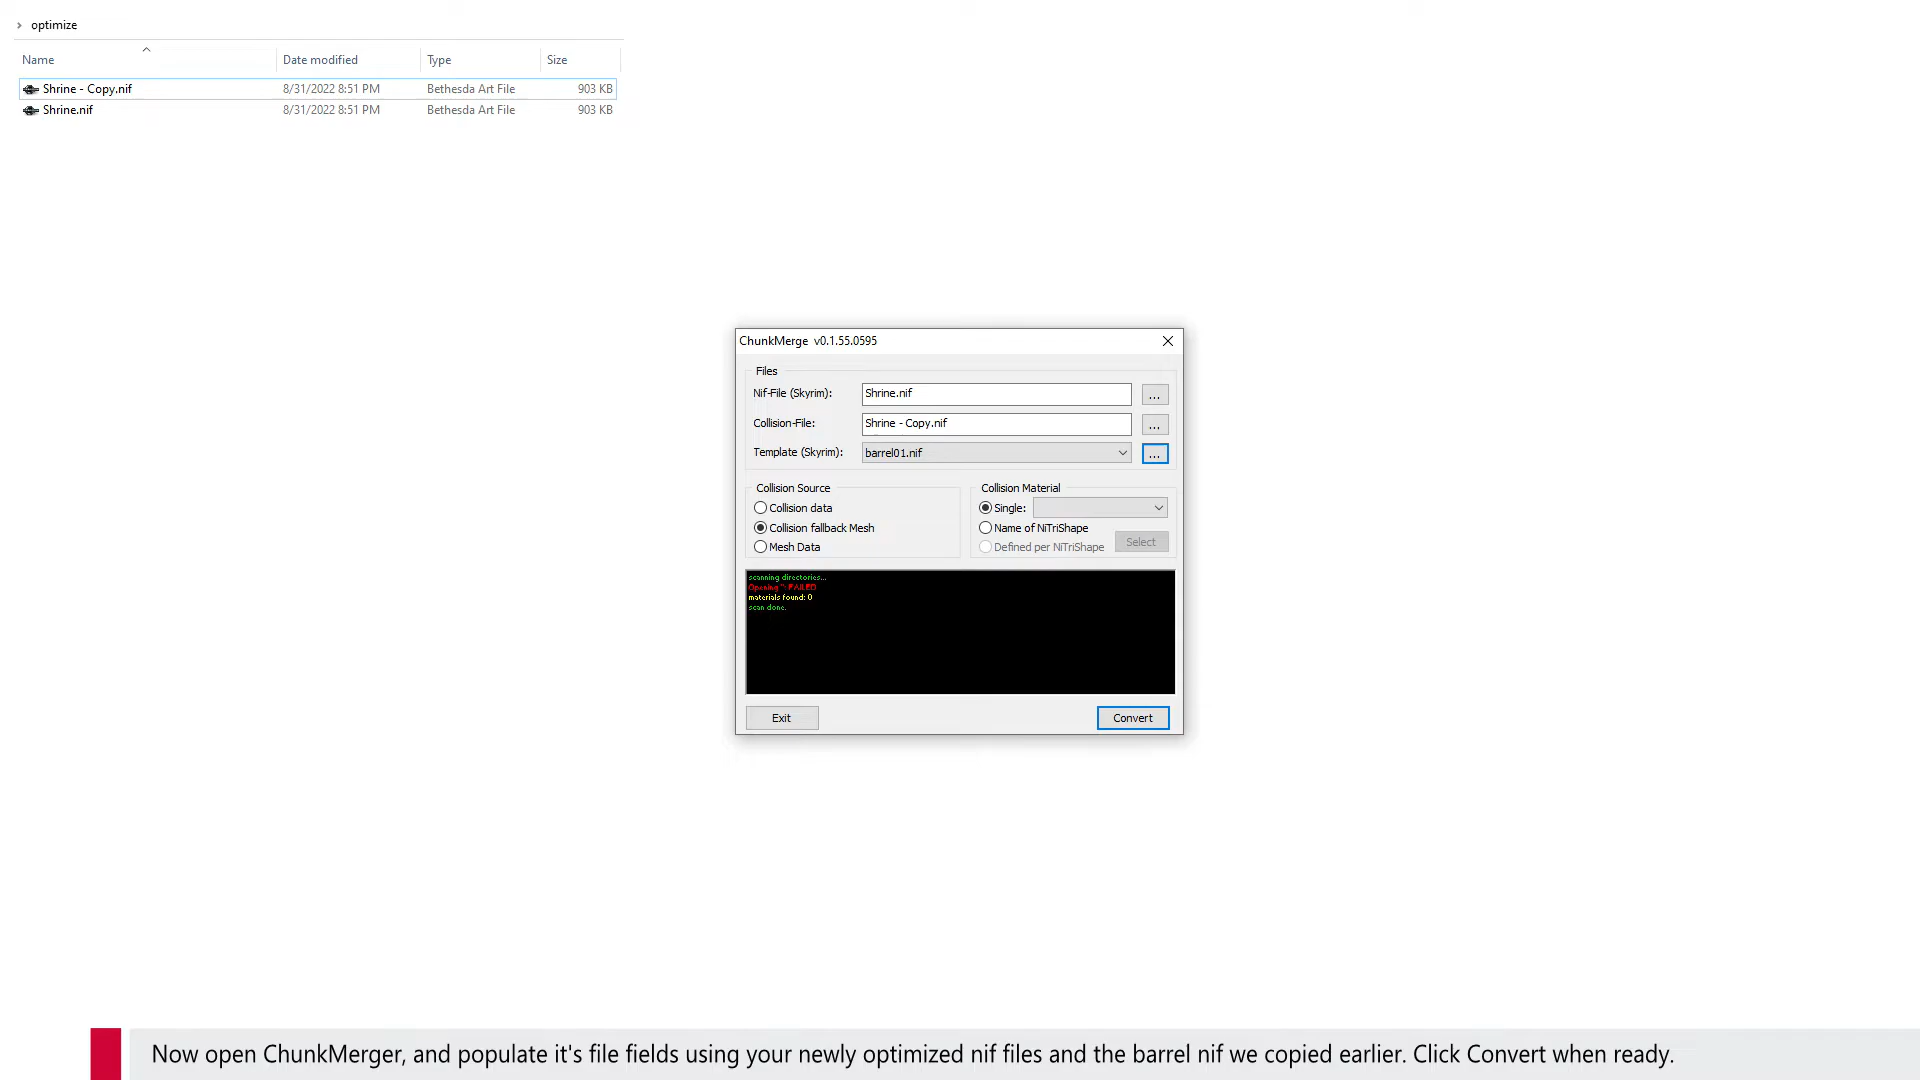 optimize
Name Date modified Type Size
Shrine - Copy.nif 8/31/2022 8:51 PM Bethesda Art File 903 KB
Shrine.nif 8/31/2022 8:51 PM Bethesda Art File 903 KB
ChunkMerge v0.1.55.0595
Files
Nif-File (Skyrim): Shrine.nif ...
Collision-File: Shrine - Copy.nif ...
Template (Skyrim): barrel01.nif ...
Collision Source
Collision data
Collision fallback Mesh
Mesh Data
Collision Material
Single:
Name of NiTriShape
Defined per NiTriShape Select
scanning directories...
Opening '': FAILED
materials found: 0
scan done.
Exit Convert
Now open ChunkMerger, and populate it's file fields using your newly optimized nif files and the barrel nif we copied earlier. Click Convert when ready.